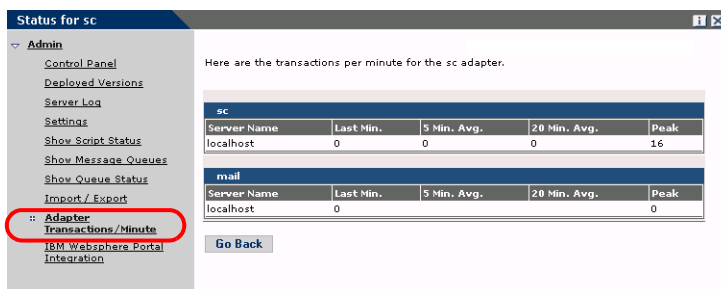 Status for sc
Admin
Control Panel
Deployed Versions
Server Log
Settings
Show Script Status
Show Message Queues
Show Queue Status
Import / Export
Adapter
Transactions/Minute
IBM Websphere Portal
Integration
Here are the transactions per minute for the sc adapter.
sc
Server Name Last Min. 5 Min. Avg. 20 Min. Avg. Peak
localhost 0 0 0 16
mail
Server Name Last Min. 5 Min. Avg. 20 Min. Avg. Peak
localhost 0 0
Go Back